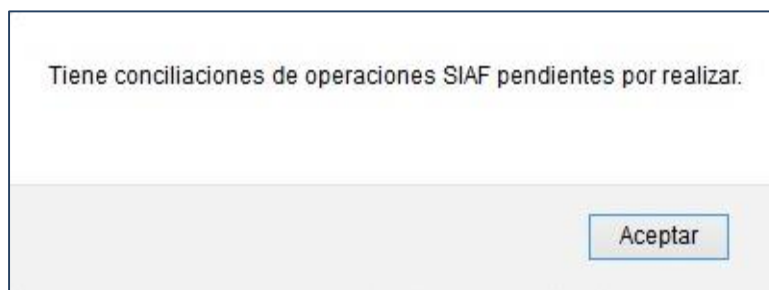 Tiene conciliaciones de operaciones SIAF pendientes por realizar.
Aceptar